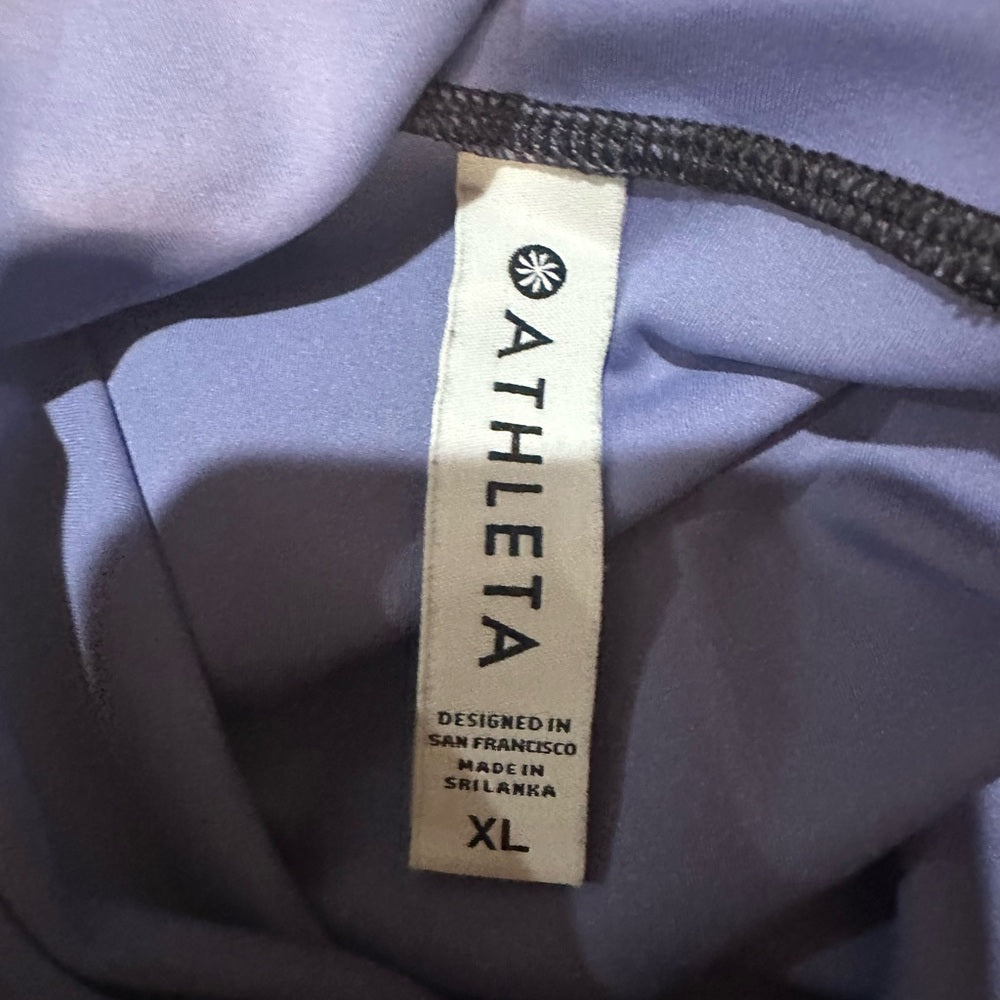 ATHLETA
DESIGNED IN
SAN FRANCISCO
MADE IN
SRI LANKA
XL